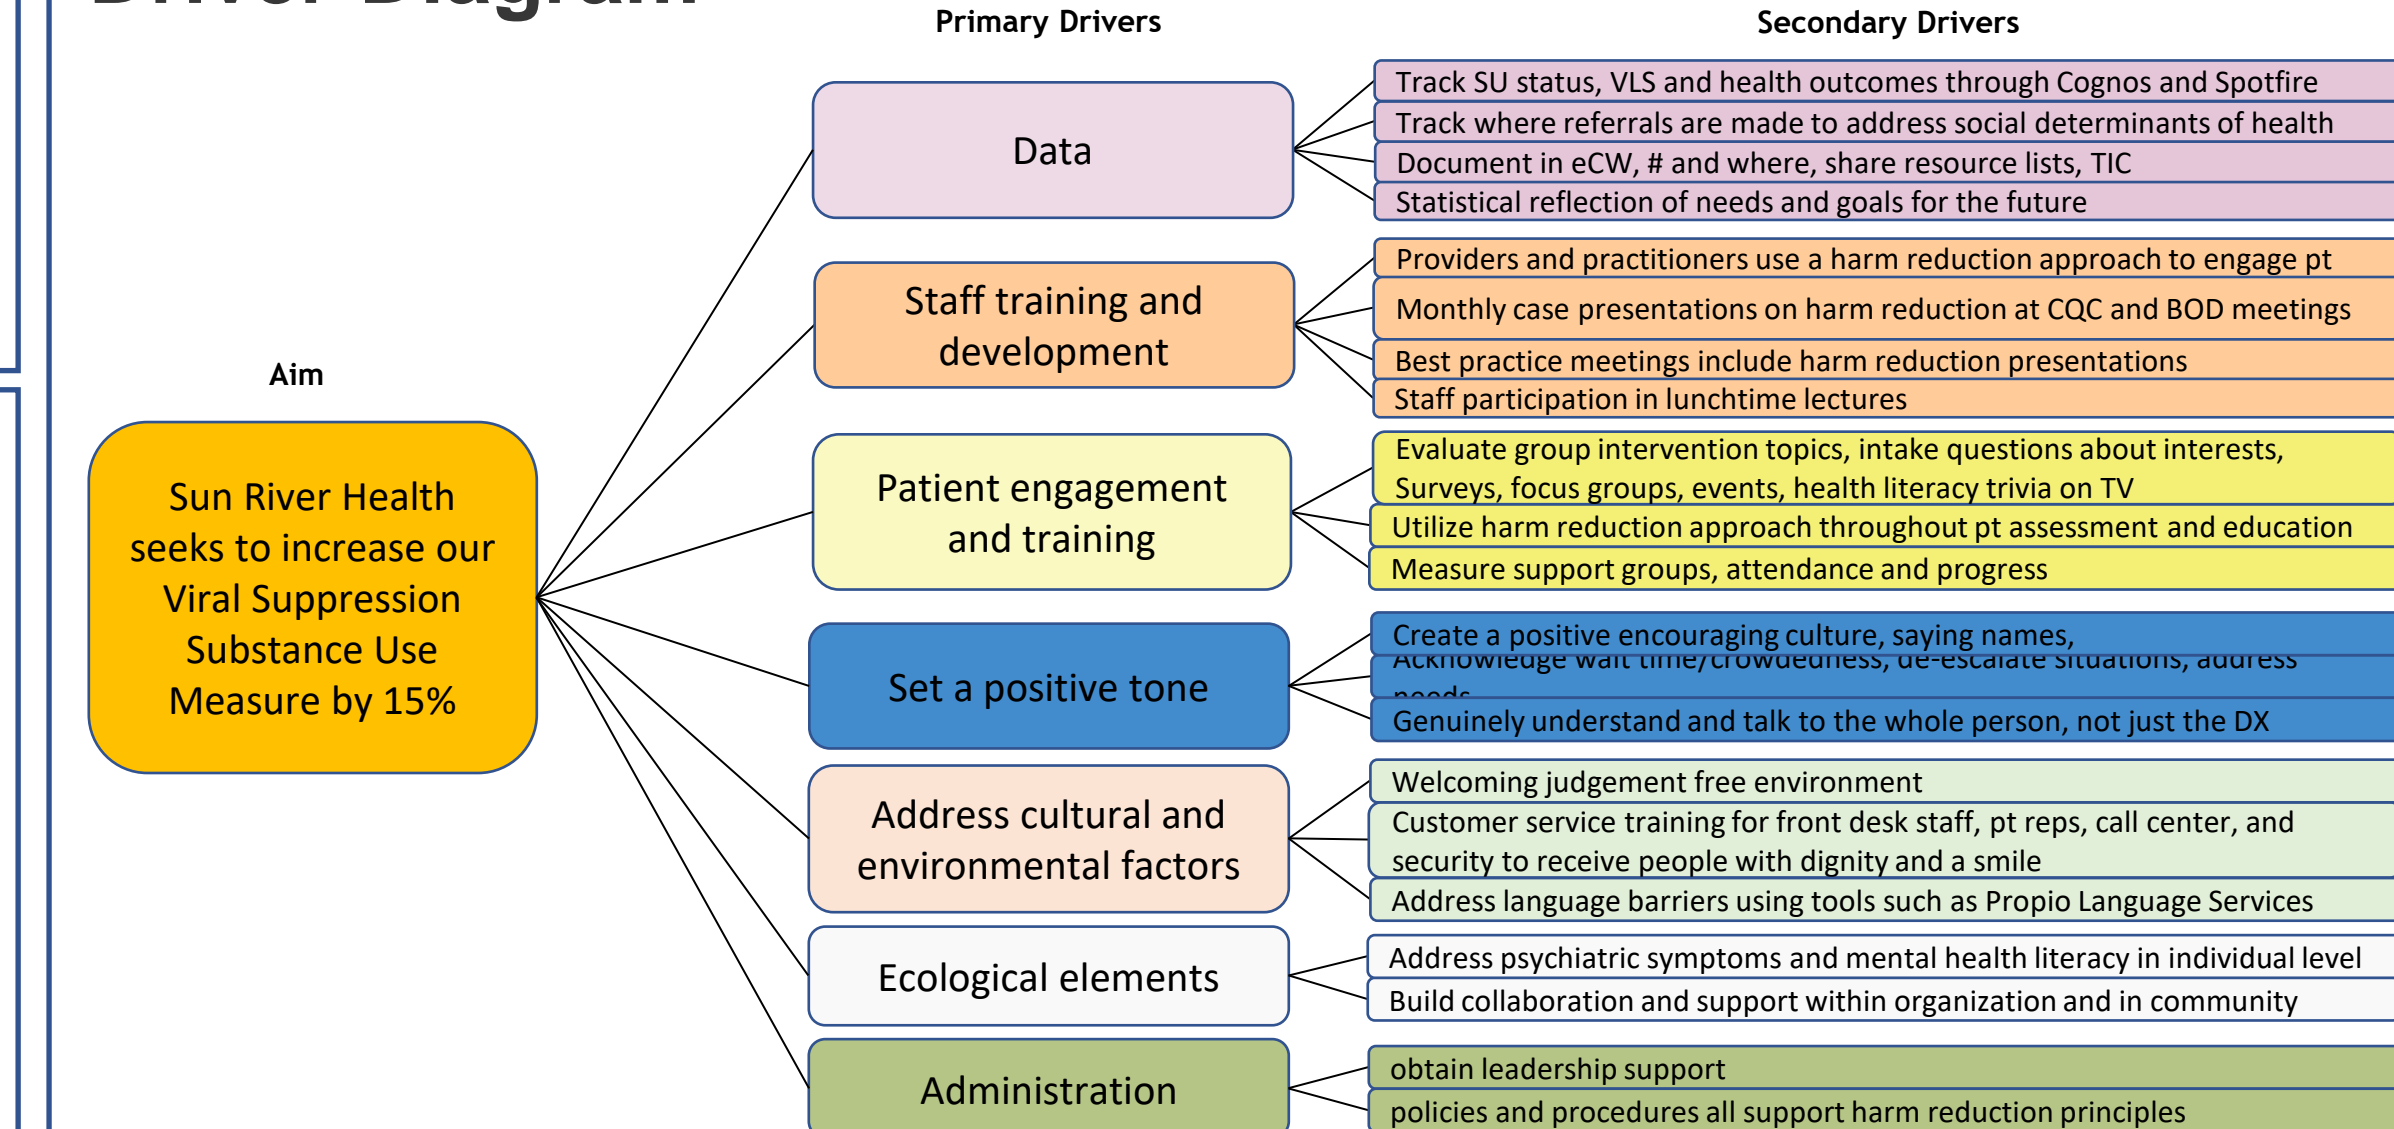 Driver Diagram
Primary Drivers
Secondary Drivers
Aim
Sun River Health
seeks to increase our
Viral Suppression
Substance Use
Measure by 15%
Data
Track SU status, VLS and health outcomes through Cognos and Spotfire
Track where referrals are made to address social determinants of health
Document in eCW, # and where, share resource lists, TIC
Statistical reflection of needs and goals for the future
Staff training and
development
Providers and practitioners use a harm reduction approach to engage pt
Monthly case presentations on harm reduction at CQC and BOD meetings
Best practice meetings include harm reduction presentations
Staff participation in lunchtime lectures
Patient engagement
and training
Evaluate group intervention topics, intake questions about interests,
Surveys, focus groups, events, health literacy trivia on TV
Utilize harm reduction approach throughout pt assessment and education
Measure support groups, attendance and progress
Set a positive tone
Create a positive encouraging culture, saying names,
Acknowledge wait time/crowdedness, de-escalate situations, address
needs
Genuinely understand and talk to the whole person, not just the DX
Address cultural and
environmental factors
Welcoming judgement free environment
Customer service training for front desk staff, pt reps, call center, and
security to receive people with dignity and a smile
Address language barriers using tools such as Propio Language Services
Ecological elements
Address psychiatric symptoms and mental health literacy in individual level
Build collaboration and support within organization and in community
Administration
obtain leadership support
policies and procedures all support harm reduction principles